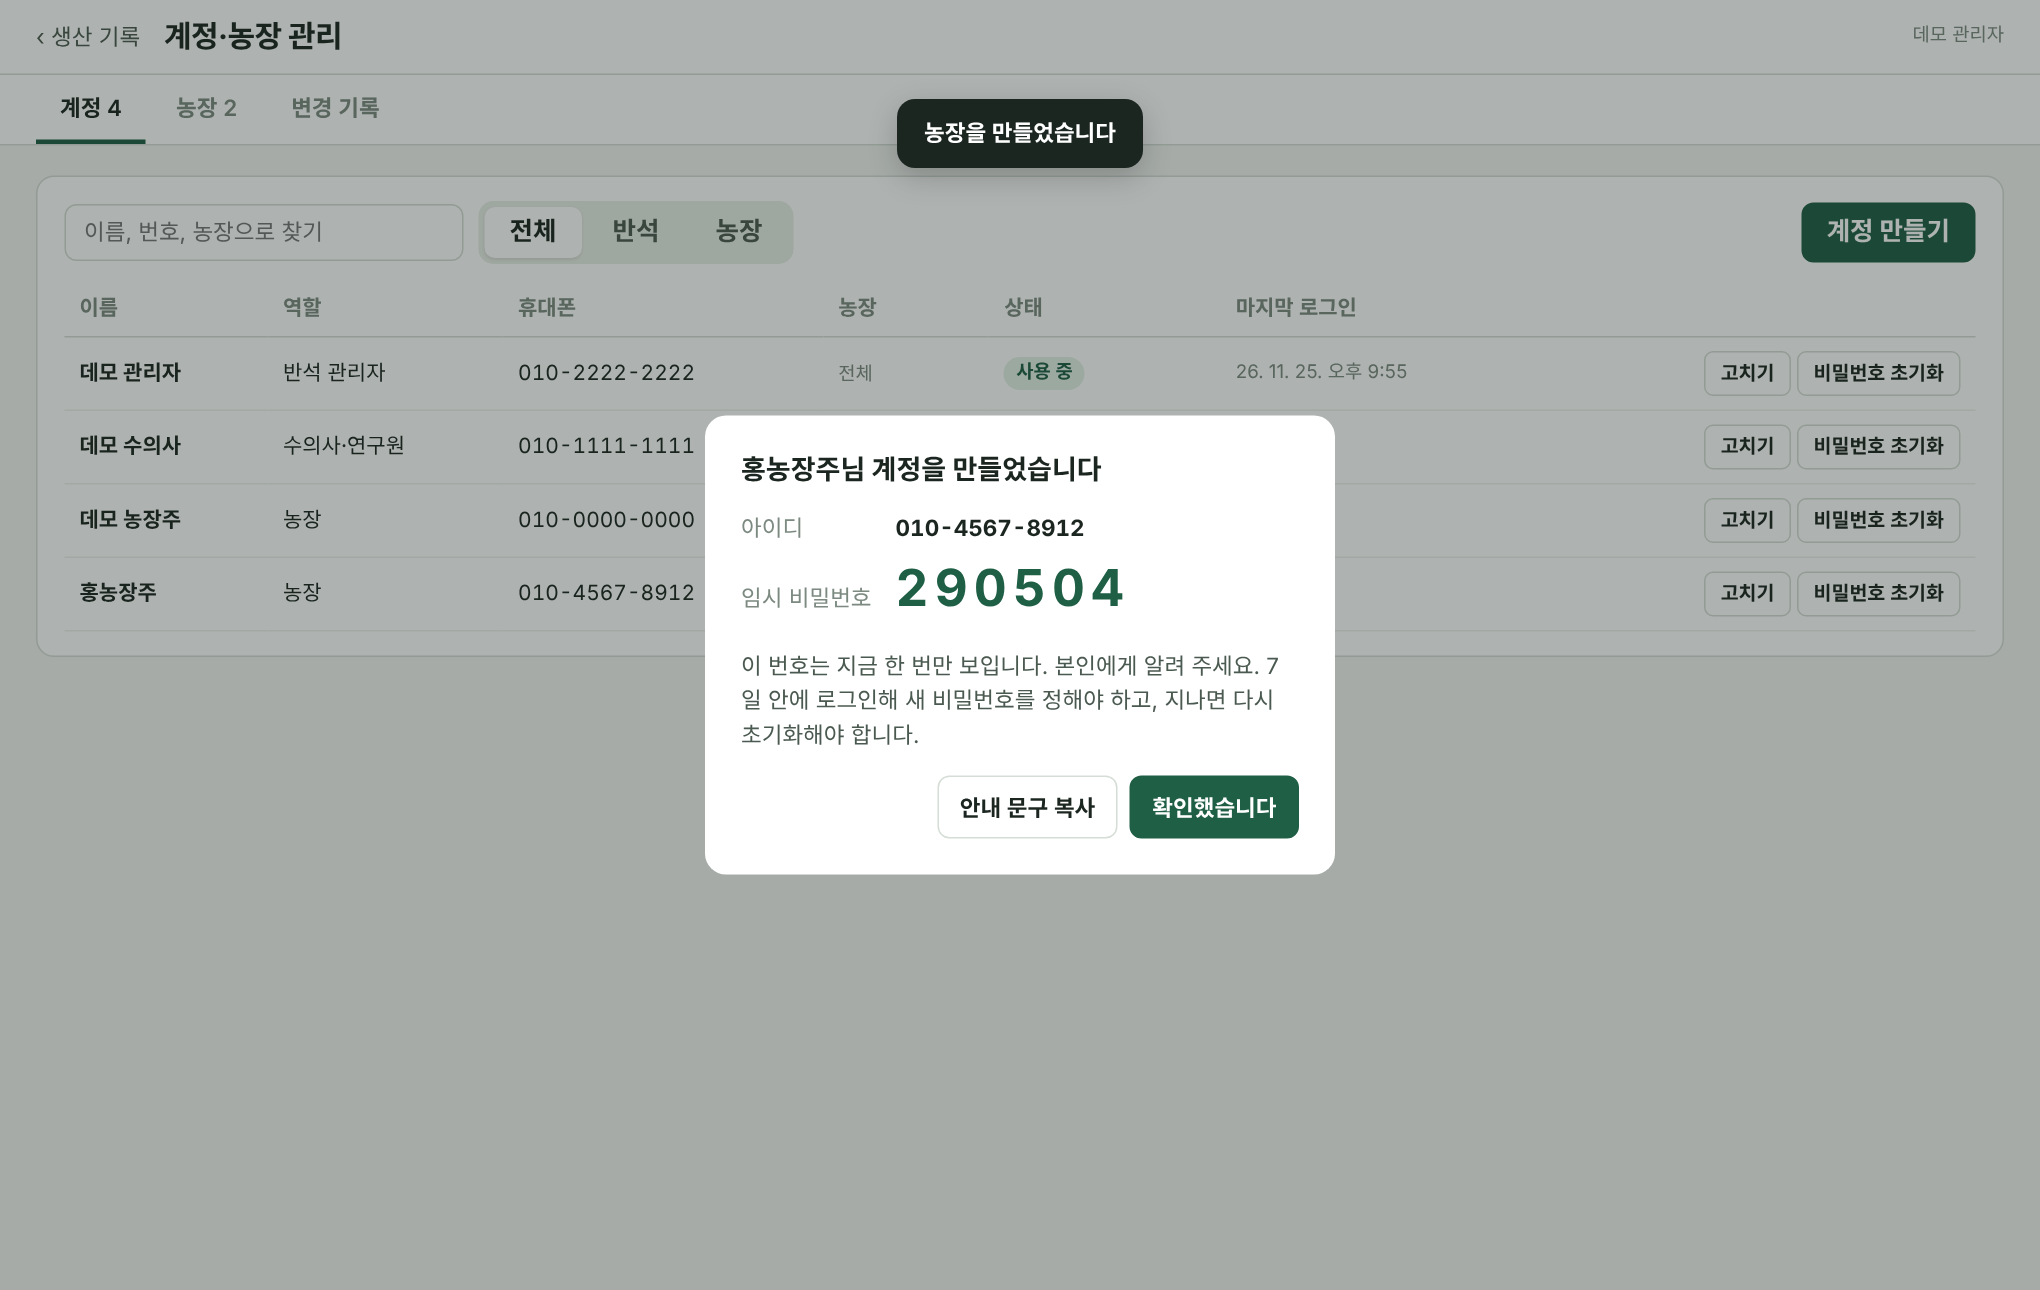 ‹ 생산 기록 계정·농장 관리 데모 관리자
계정 4 농장 2 변경 기록
농장을 만들었습니다
이름, 번호, 농장으로 찾기 전체 반석 농장 계정 만들기
이름 역할 휴대폰 농장 상태 마지막 로그인
데모 관리자 반석 관리자 010-2222-2222 전체 사용 중 26. 11. 25. 오후 9:55 고치기 비밀번호 초기화
데모 수의사 수의사·연구원 010-1111-1111 고치기 비밀번호 초기화
데모 농장주 농장 010-0000-0000 고치기 비밀번호 초기화
홍농장주 농장 010-4567-8912 고치기 비밀번호 초기화
홍농장주님 계정을 만들었습니다
아이디 010-4567-8912
임시 비밀번호 290504
이 번호는 지금 한 번만 보입니다. 본인에게 알려 주세요. 7
일 안에 로그인해 새 비밀번호를 정해야 하고, 지나면 다시
초기화해야 합니다.
안내 문구 복사 확인했습니다